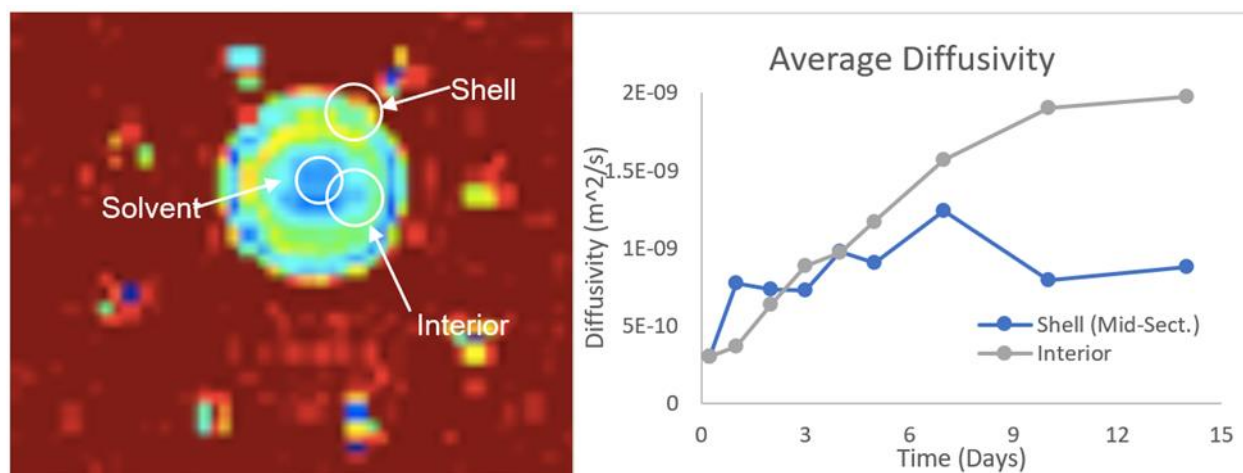 Shell
Solvent
Interior
Average Diffusivity
Diffusivity (m^2/s)
2E-09
1.5E-09
1E-09
5E-10
0
Shell (Mid-Sect.)
Interior
0 3 6 9 12 15
Time (Days)